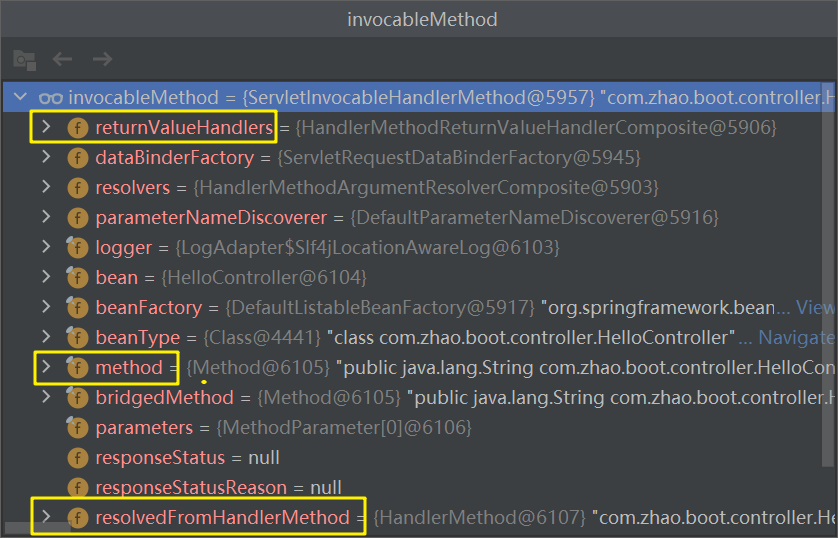 invocableMethod
invocableMethod = {ServletInvocableHandlerMethod@5957} "com.zhao.boot.controller.H
f returnValueHandlers = {HandlerMethodReturnValueHandlerComposite@5906}
f dataBinderFactory = {ServletRequestDataBinderFactory@5945}
f resolvers = {HandlerMethodArgumentResolverComposite@5903}
f parameterNameDiscoverer = {DefaultParameterNameDiscoverer@5916}
f logger = {LogAdapter$Slf4jLocationAwareLog@6103}
f bean = {HelloController@6104}
f beanFactory = {DefaultListableBeanFactory@5917} "org.springframework.bean... View
f beanType = {Class@4441} "class com.zhao.boot.controller.HelloController"... Navigate
f method = {Method@6105} "public java.lang.String com.zhao.boot.controller.HelloCon
f bridgedMethod = {Method@6105} "public java.lang.String com.zhao.boot.controller.H
f parameters = {MethodParameter[0]@6106}
f responseStatus = null
f responseStatusReason = null
f resolvedFromHandlerMethod = {HandlerMethod@6107} "com.zhao.boot.controller.He